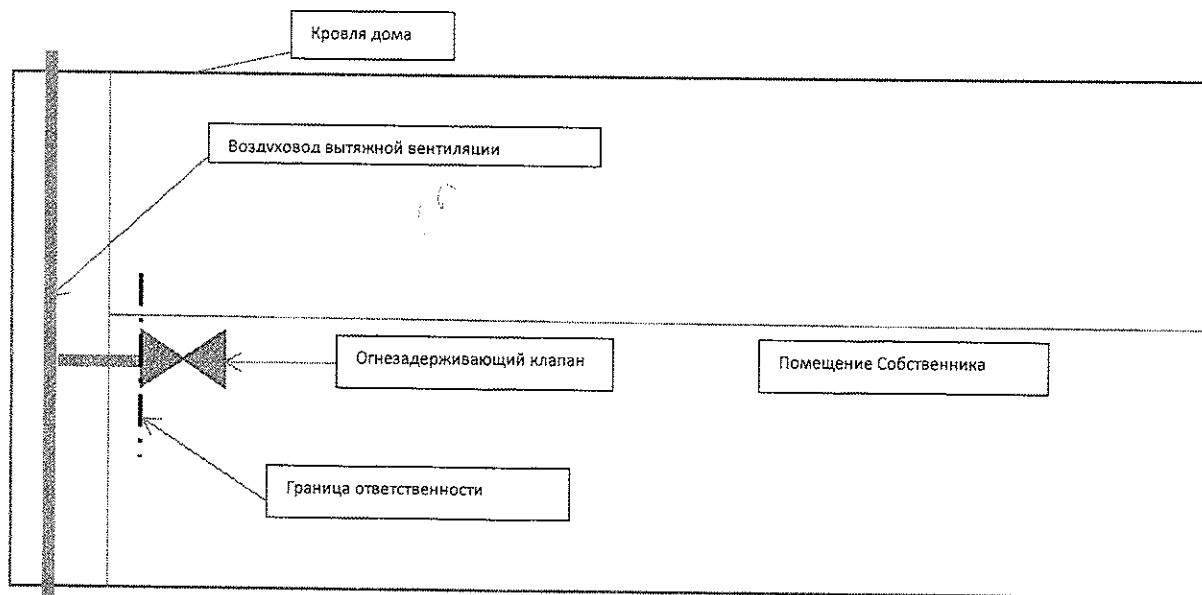 Кровля дома
Воздуховод вытяжной вентиляции
Огнезадерживающий клапан
Помещение Собственника
Граница ответственности